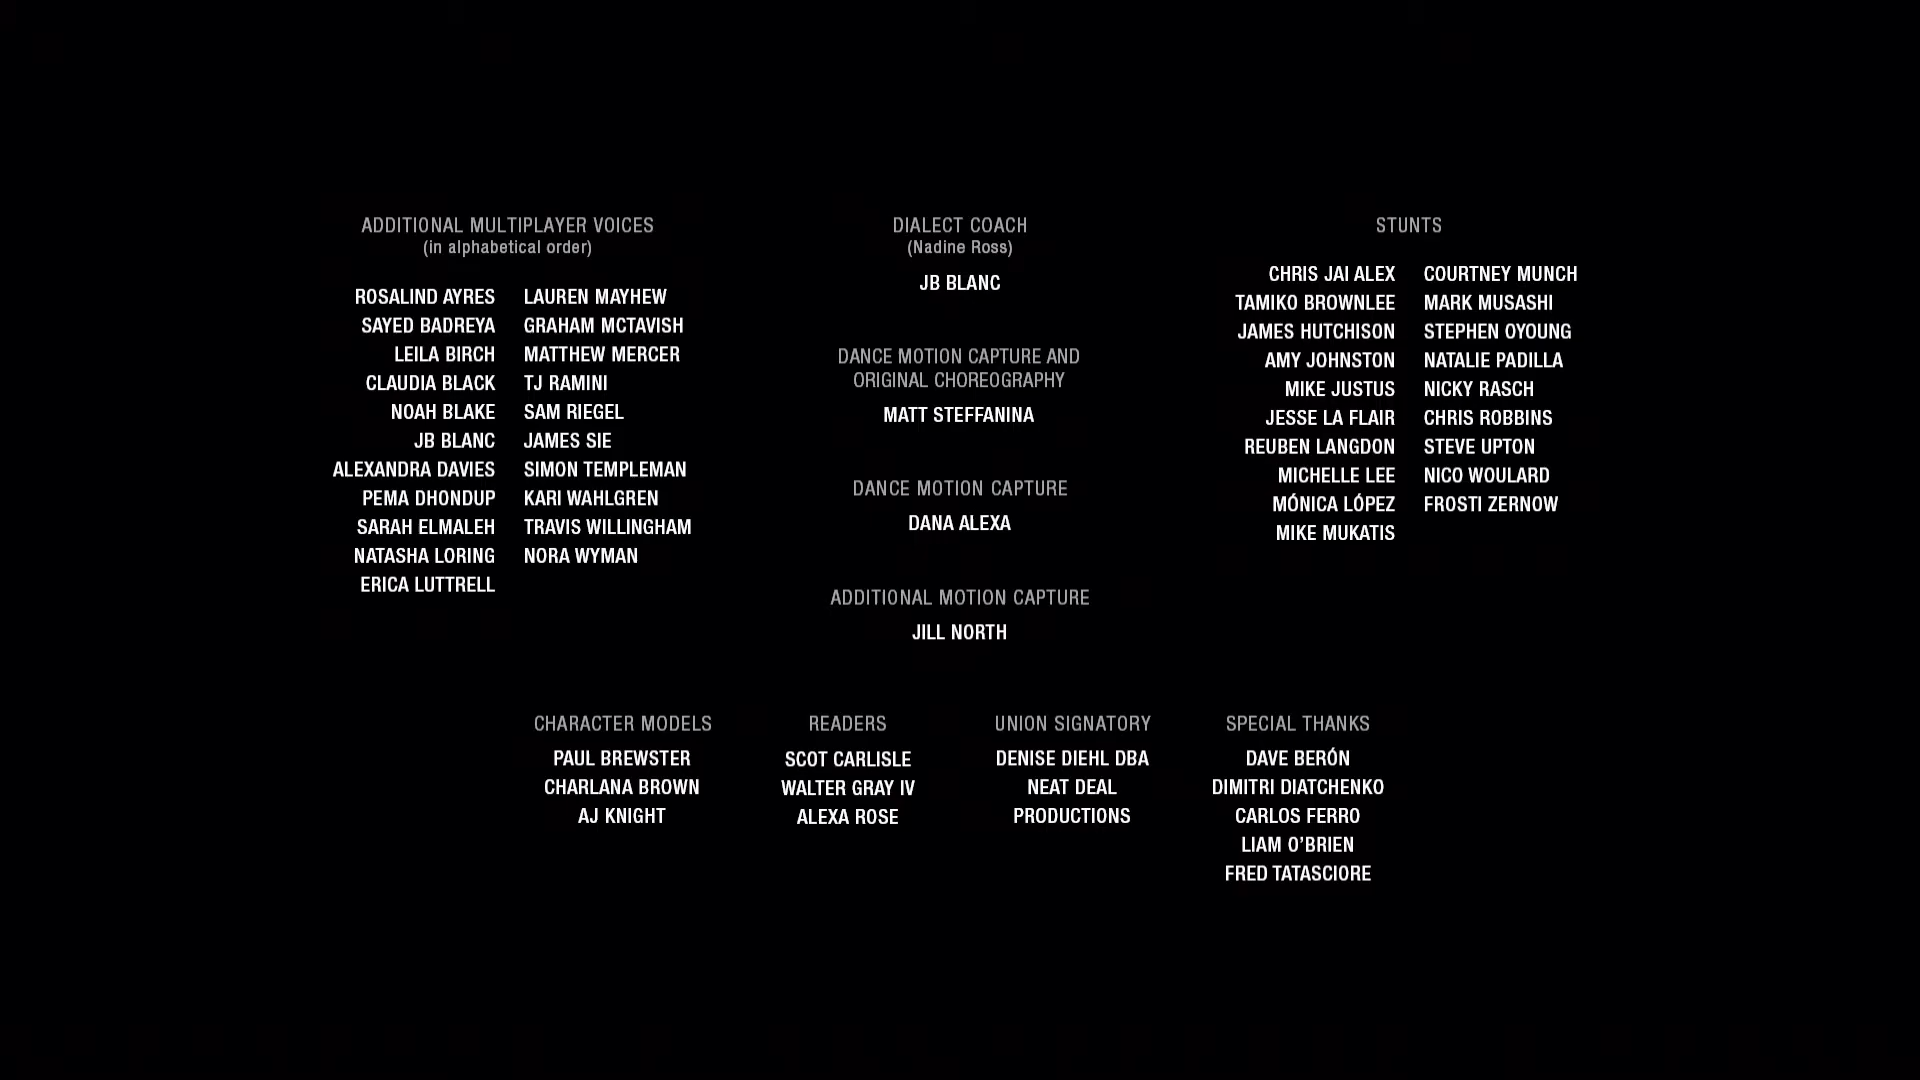 ADDITIONAL MULTIPLAYER VOICES
(in alphabetical order)
ROSALIND AYRES
SAYED BADREYA
LEILA BIRCH
CLAUDIA BLACK
NOAH BLAKE
JB BLANC
ALEXANDRA DAVIES
PEMA DHONDUP
SARAH ELMALEH
NATASHA LORING
ERICA LUTTRELL
LAUREN MAYHEW
GRAHAM MCTAVISH
MATTHEW MERCER
TJ RAMINI
SAM RIEGEL
JAMES SIE
SIMON TEMPLEMAN
KARI WAHLGREN
TRAVIS WILLINGHAM
NORA WYMAN
DIALECT COACH
(Nadine Ross)
JB BLANC
DANCE MOTION CAPTURE AND
ORIGINAL CHOREOGRAPHY
MATT STEFFANINA
DANCE MOTION CAPTURE
DANA ALEXA
ADDITIONAL MOTION CAPTURE
JILL NORTH
STUNTS
CHRIS JAI ALEX
TAMIKO BROWNLEE
JAMES HUTCHISON
AMY JOHNSTON
MIKE JUSTUS
JESSE LA FLAIR
REUBEN LANGDON
MICHELLE LEE
MÓNICA LÓPEZ
MIKE MUKATIS
COURTNEY MUNCH
MARK MUSASHI
STEPHEN OYOUNG
NATALIE PADILLA
NICKY RASCH
CHRIS ROBBINS
STEVE UPTON
NICO WOULARD
FROSTI ZERNOW
CHARACTER MODELS
PAUL BREWSTER
CHARLANA BROWN
AJ KNIGHT
READERS
SCOT CARLISLE
WALTER GRAY IV
ALEXA ROSE
UNION SIGNATORY
DENISE DIEHL DBA
NEAT DEAL
PRODUCTIONS
SPECIAL THANKS
DAVE BERÓN
DIMITRI DIATCHENKO
CARLOS FERRO
LIAM O’BRIEN
FRED TATASCIORE